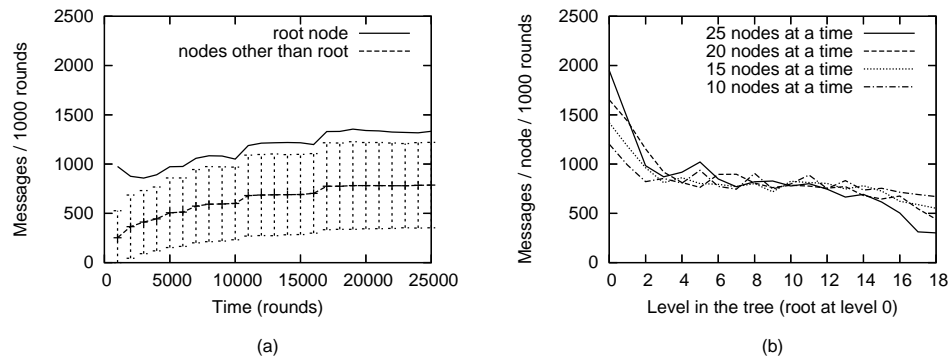 Messages / 1000 rounds
2500
2000
1500
1000
500
0
root node
nodes other than root
0 5000 10000 15000 20000 25000
Time (rounds)
(a)
Messages / node / 1000 rounds
2500
2000
1500
1000
500
0
25 nodes at a time
20 nodes at a time
15 nodes at a time
10 nodes at a time
0 2 4 6 8 10 12 14 16 18
Level in the tree (root at level 0)
(b)